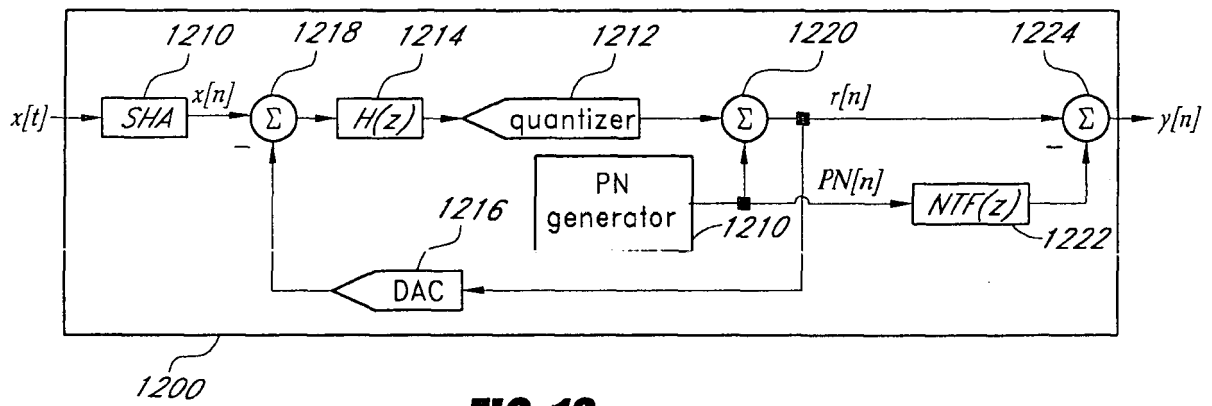 1210 1218 1214 1212 1220 1224
x[t] SHA x[n] Σ H(z) quantizer Σ r[n] Σ y[n]
− −
PN generator 1210 PN[n] NTF(z) 1222
1216
DAC
1200